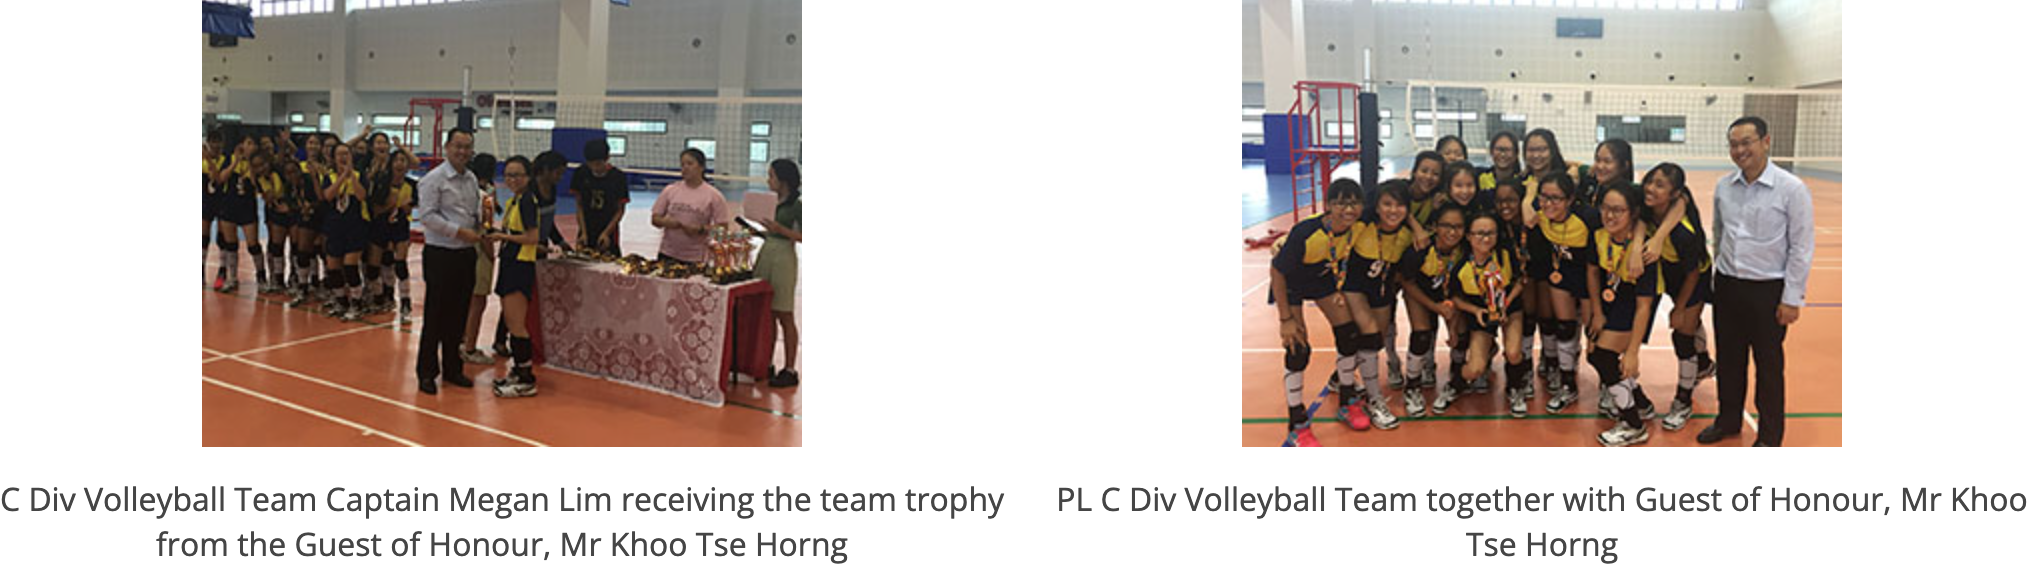 C Div Volleyball Team Captain Megan Lim receiving the team trophy
from the Guest of Honour, Mr Khoo Tse Horng
PL C Div Volleyball Team together with Guest of Honour, Mr Khoo
Tse Horng